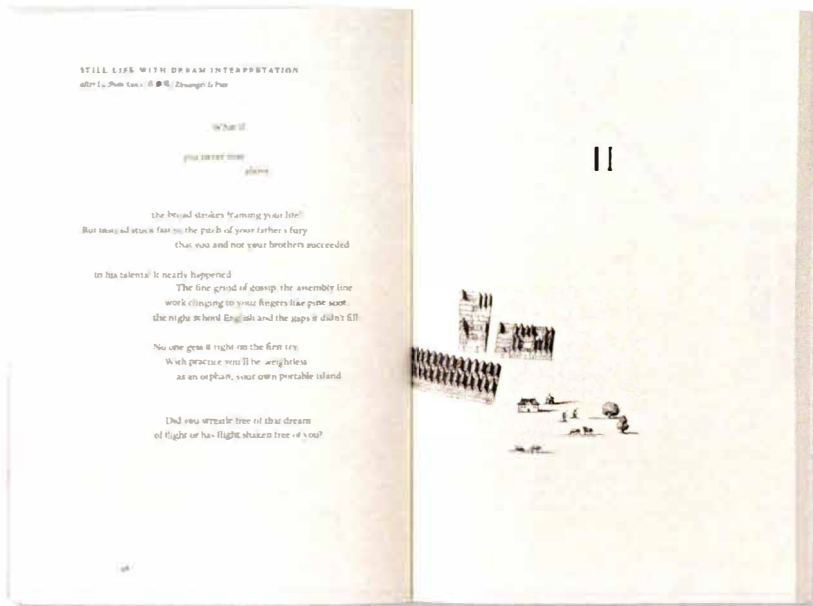 STILL LIFE WITH DREAM INTERPRETATION
after
What if
you never rose
above
the broad strokes framing your life?
But instead stuck fast to the pitch of your father's fury
that you and not your brothers succeeded
to his talents? It nearly happened
The fine grind of gossip, the assembly line
work clinging to your fingers like pine soot,
the night school English and the gaps it didn't fill.
No one gets it right on the first try.
With practice you'll be weightless
as an orphan, your own portable island
Did you wrestle free of that dream
of flight or has flight shaken free of you?
II